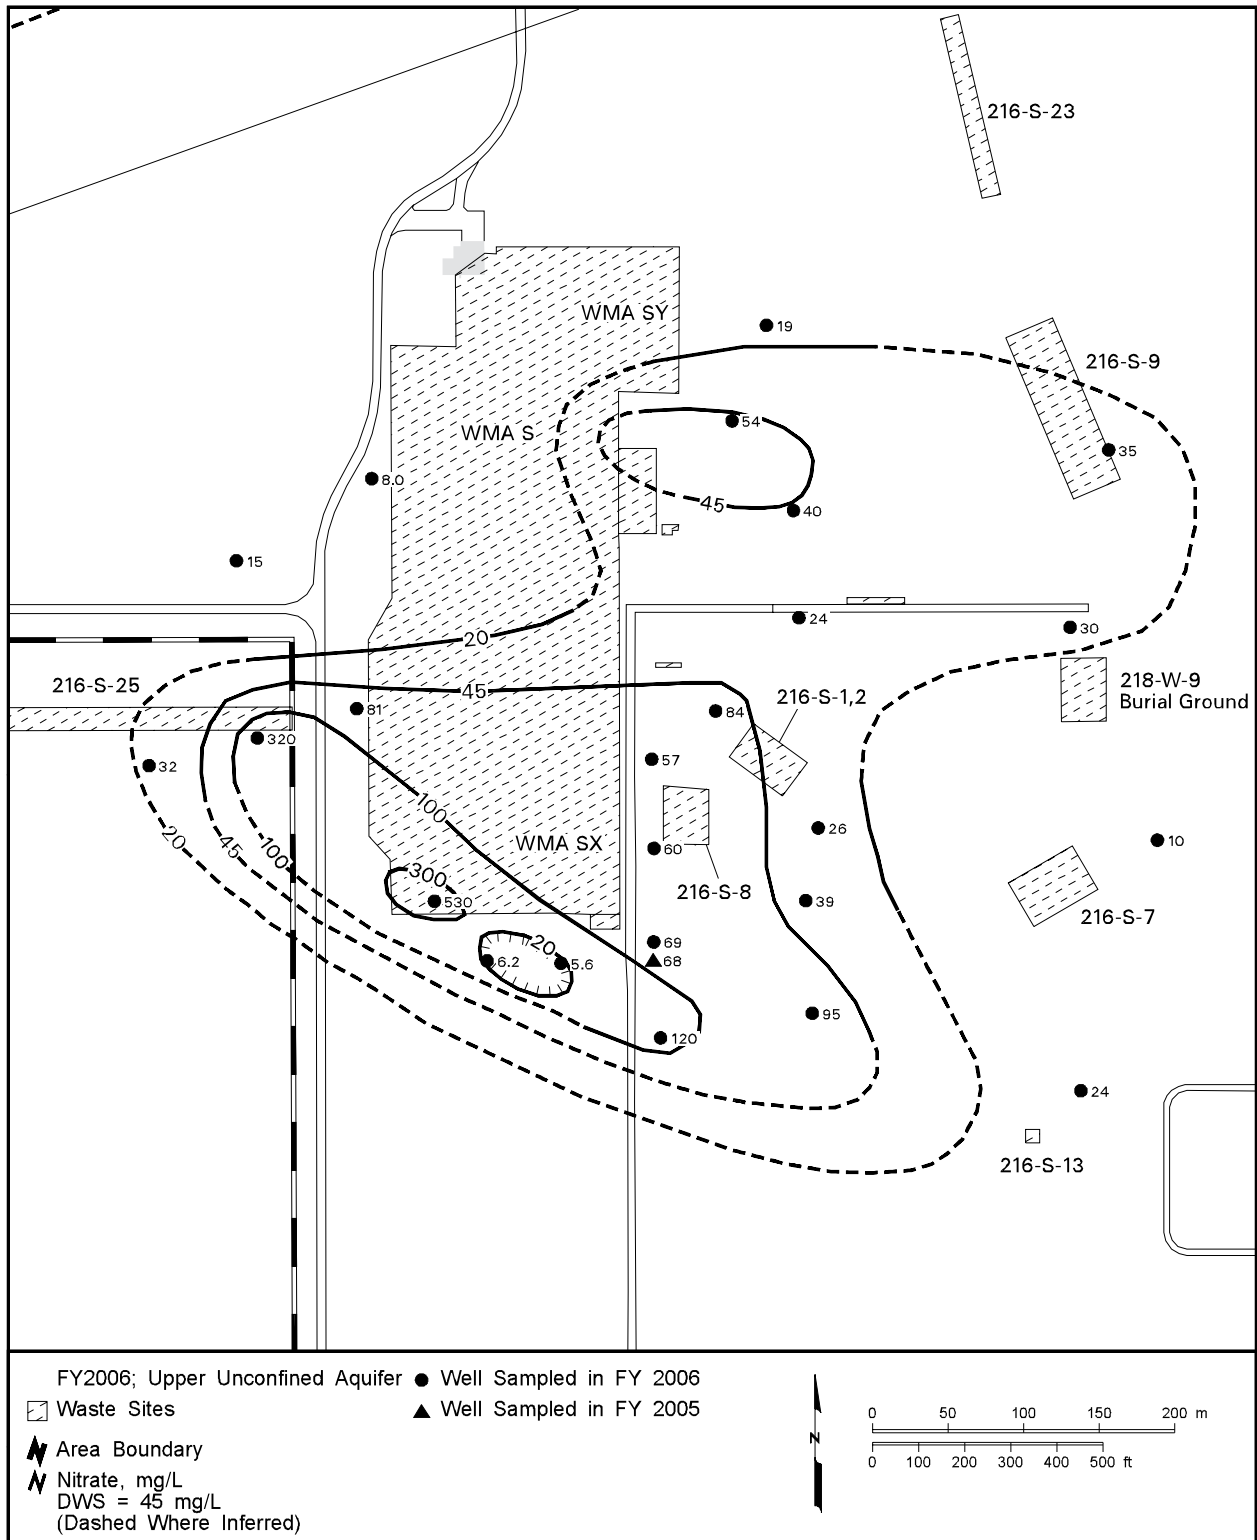 216-S-23
WMA SY
19
216-S-9
54
WMA S
35
8.0
45
40
15
24
30
20
216-S-25
45
218-W-9
Burial Ground
216-S-1,2
81
84
320
57
32
100
26
20
45
100
WMA SX
60
10
300
216-S-8
530
39
216-S-7
69
20
6.2
5.6
68
95
120
24
216-S-13
FY2006; Upper Unconfined Aquifer
Well Sampled in FY 2006
Waste Sites
Well Sampled in FY 2005
Area Boundary
Nitrate, mg/L
DWS = 45 mg/L
(Dashed Where Inferred)
N
0 50 100 150 200 m
0 100 200 300 400 500 ft